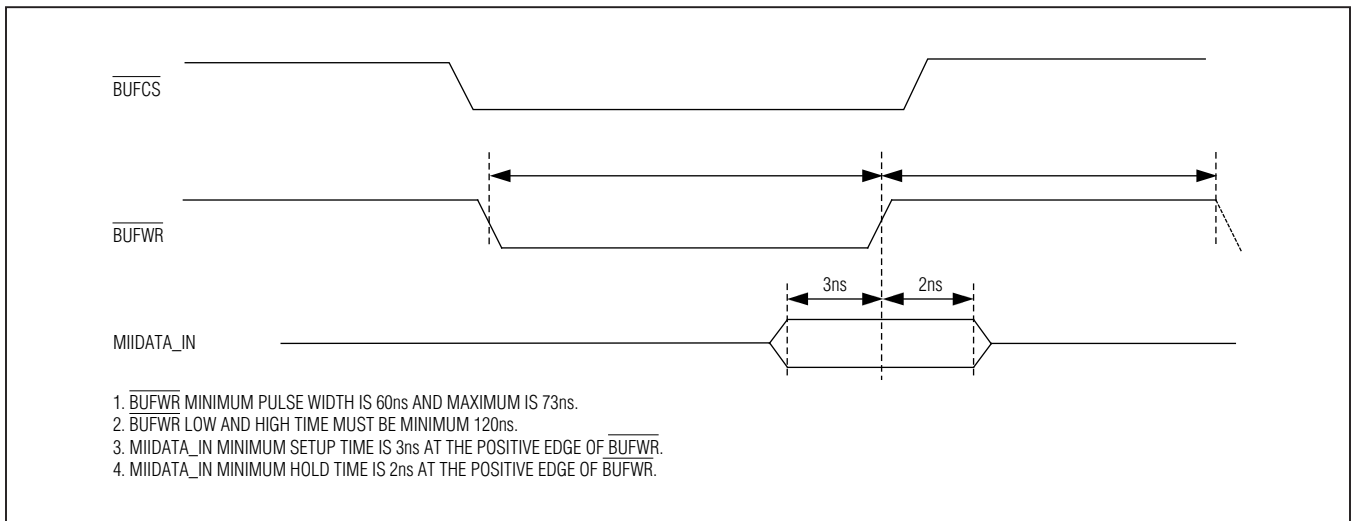 BUFCS
BUFWR
3ns 2ns
MIIDATA_IN
1. BUFWR MINIMUM PULSE WIDTH IS 60ns AND MAXIMUM IS 73ns.
2. BUFWR LOW AND HIGH TIME MUST BE MINIMUM 120ns.
3. MIIDATA_IN MINIMUM SETUP TIME IS 3ns AT THE POSITIVE EDGE OF BUFWR.
4. MIIDATA_IN MINIMUM HOLD TIME IS 2ns AT THE POSITIVE EDGE OF BUFWR.